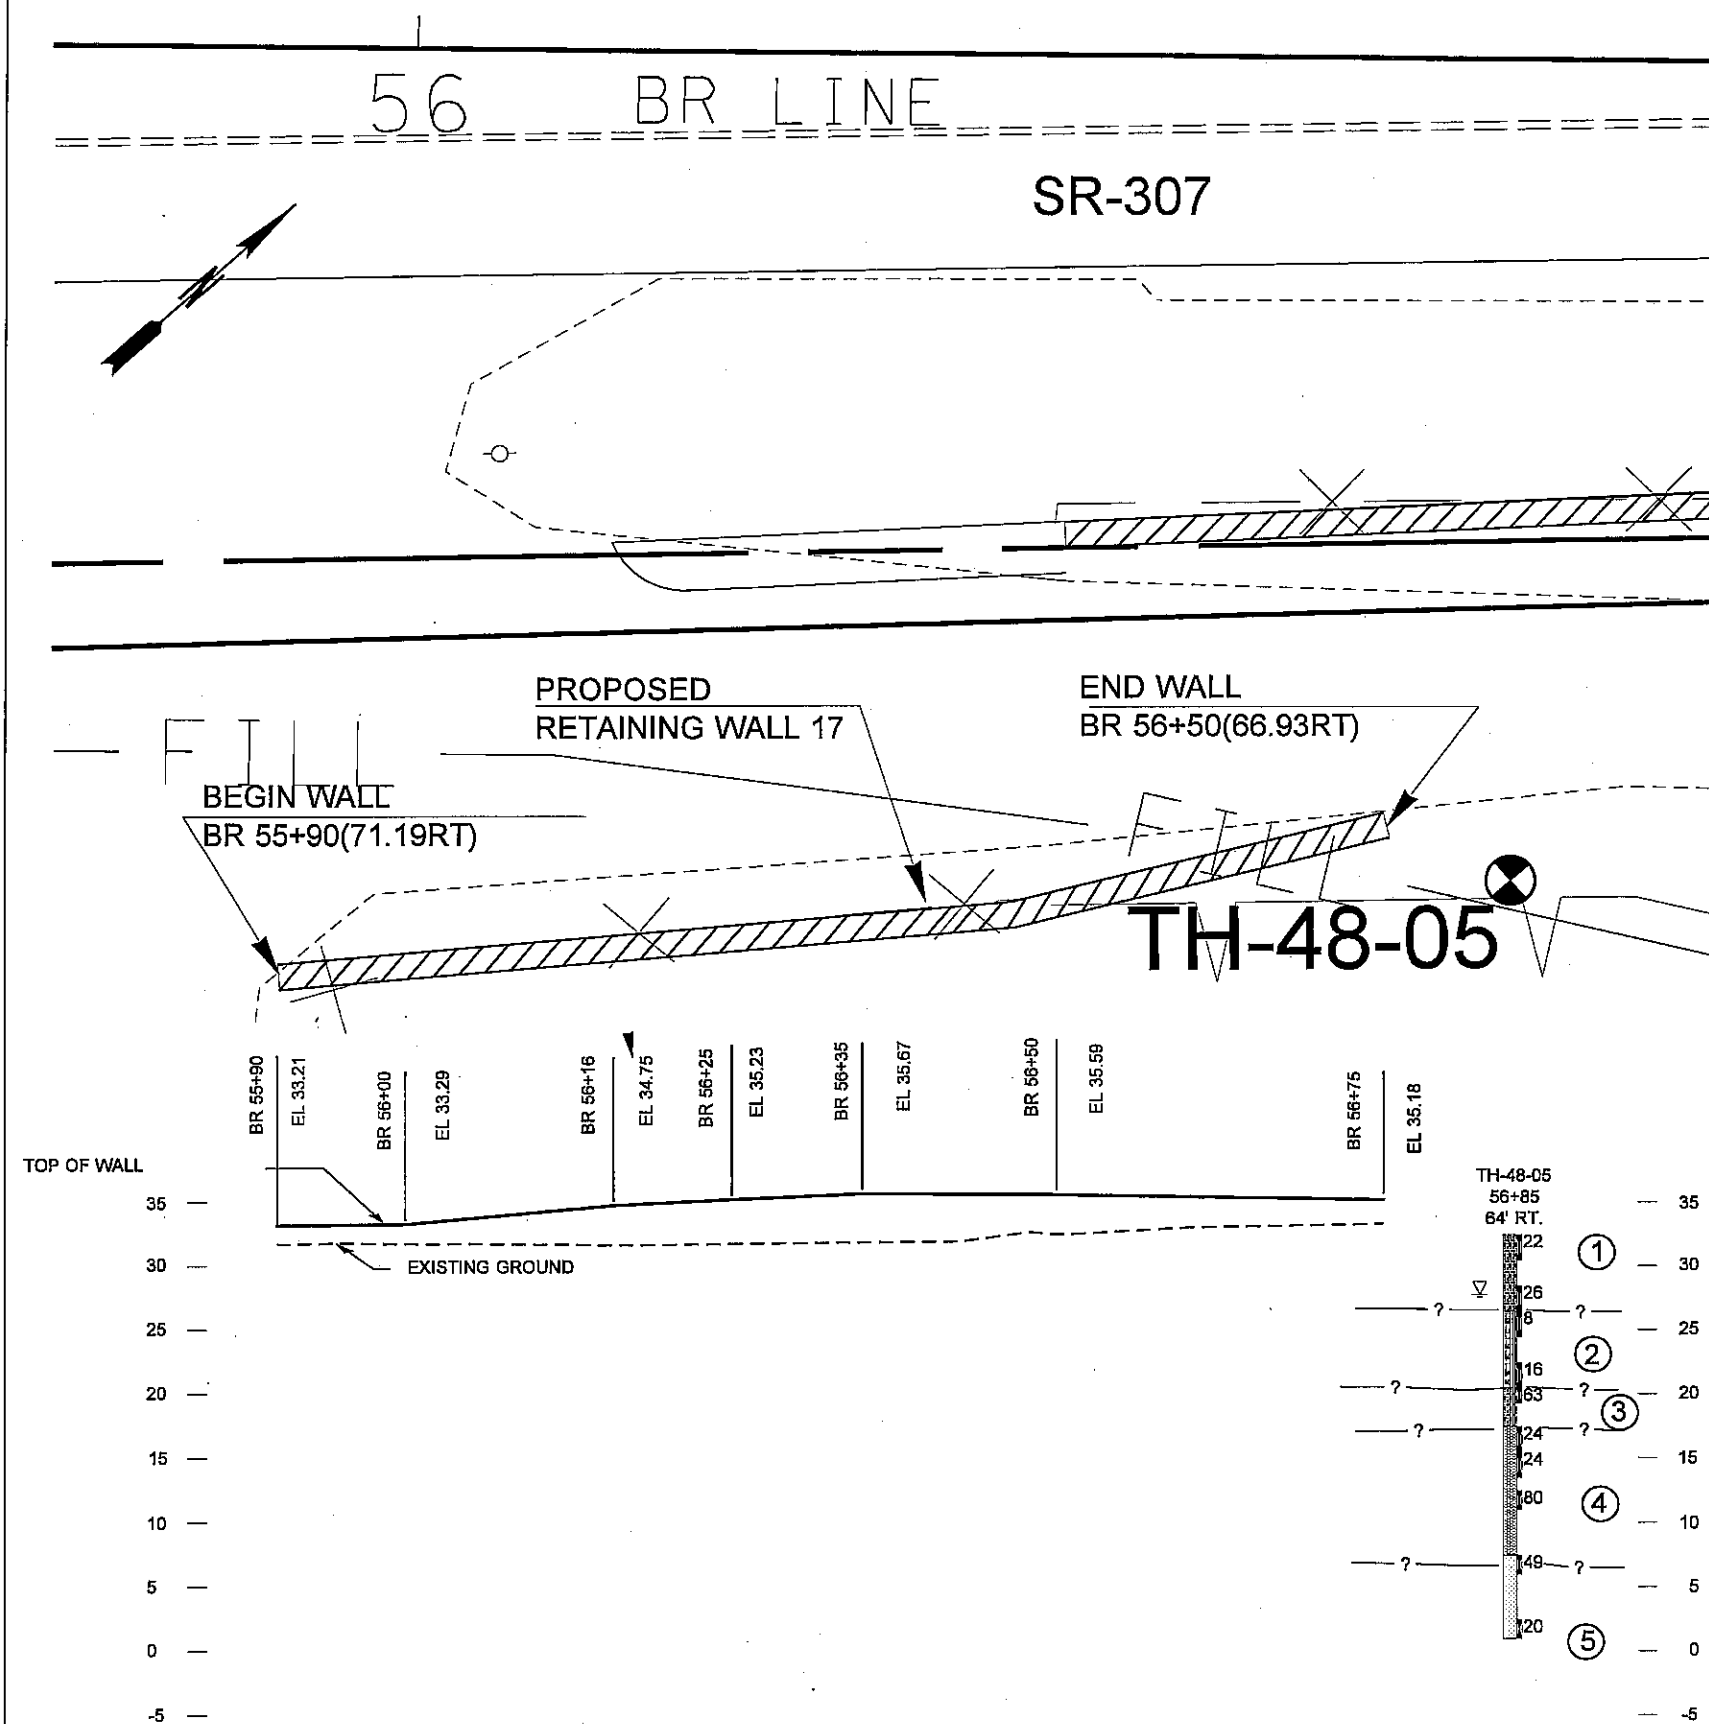 56 BR LINE
SR-307
PROPOSED
RETAINING WALL 17
END WALL
BR 56+50(66.93RT)
FILL
BEGIN WALL
BR 55+90(71.19RT)
FILL
TH-48-05
BR 55+90
EL 33.21
BR 56+00
EL 33.29
BR 56+16
EL 34.75
BR 56+25
EL 35.23
BR 56+35
EL 35.67
BR 56+50
EL 35.59
BR 56+75
EL 35.18
TOP OF WALL
EXISTING GROUND
TH-48-05
56+85
64' RT.
35
30
25
20
15
10
5
0
-5
22
26
8
16
63
24
24
80
49
20
? ?
? ?
? ?
? ?
1
2
3
4
5
35
30
25
20
15
10
5
0
-5